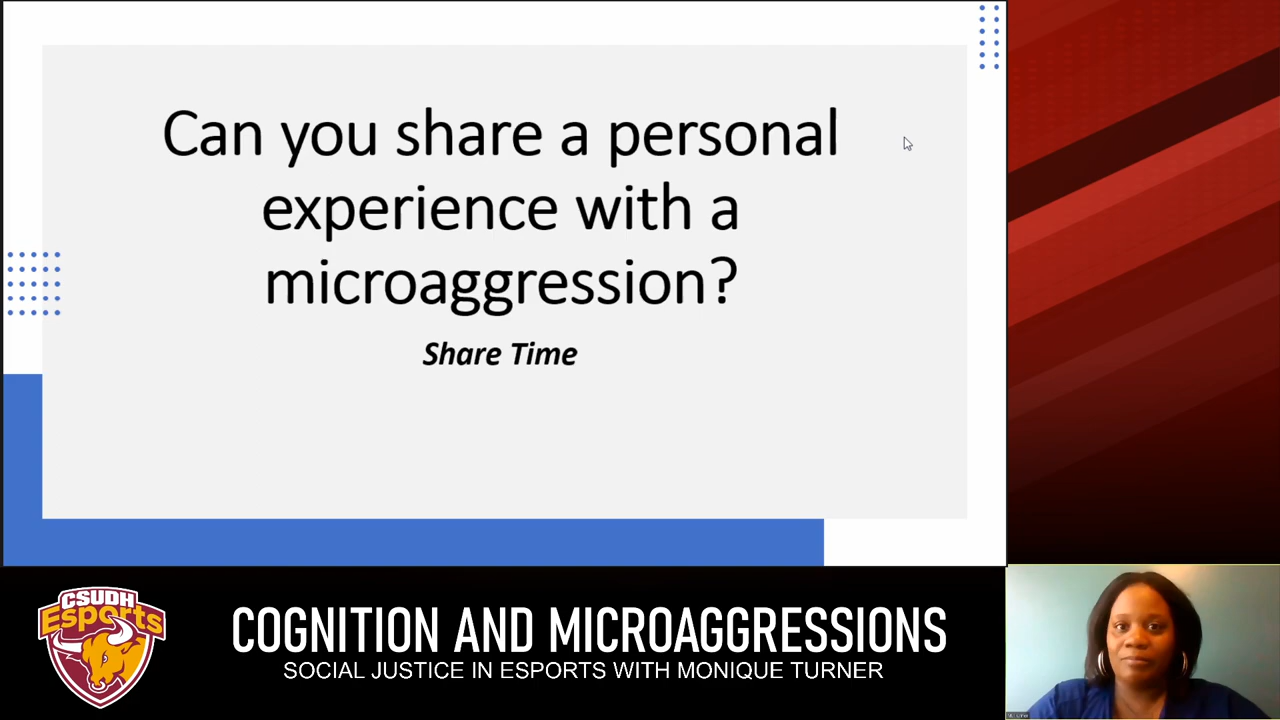 Can you share a personal
experience with a
microaggression?
Share Time
CSUDH
Esports
COGNITION AND MICROAGGRESSIONS
SOCIAL JUSTICE IN ESPORTS WITH MONIQUE TURNER